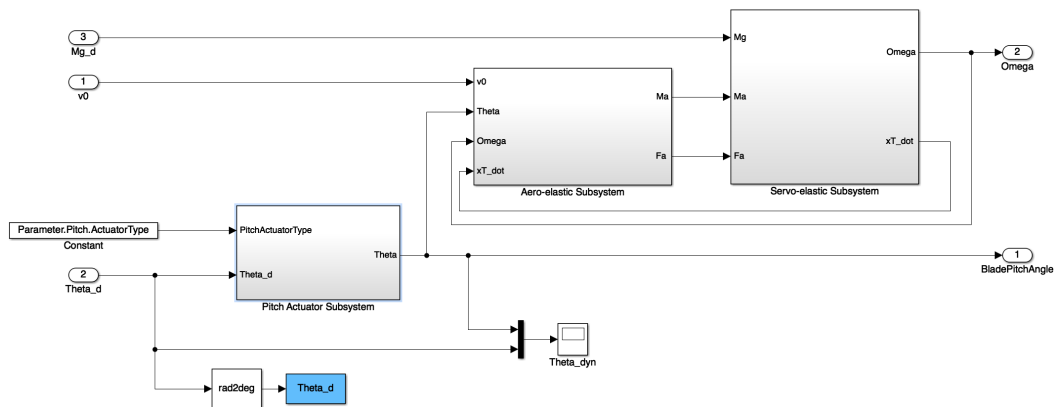 3
Mg_d
1
v0
v0
Theta
Omega
xT_dot
Ma
Fa
Aero-elastic Subsystem
Mg
Ma
Fa
Omega
xT_dot
Servo-elastic Subsystem
2
Omega
Parameter.Pitch.ActuatorType
Constant
2
Theta_d
PitchActuatorType
Theta_d
Theta
Pitch Actuator Subsystem
1
BladePitchAngle
Theta_dyn
rad2deg
Theta_d